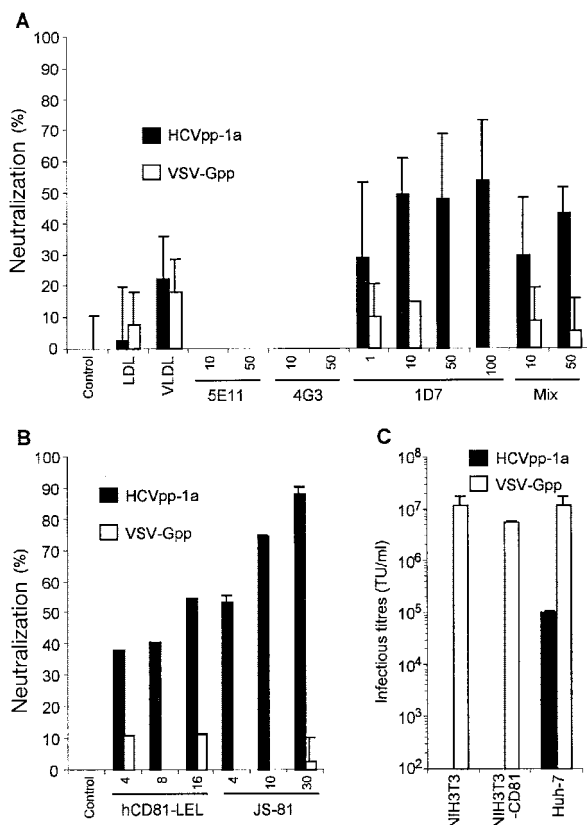 A
Neutralization (%)
100
90
80
70
60
50
40
30
20
10
0
HCVpp-1a
VSV-Gpp
Control
LDL
VLDL
10
50
10
50
1
10
50
100
10
50
5E11
4G3
1D7
Mix
B
Neutralization (%)
100
90
80
70
60
50
40
30
20
10
0
HCVpp-1a
VSV-Gpp
Control
4
8
16
4
10
30
hCD81-LEL
JS-81
C
HCVpp-1a
VSV-Gpp
Infectious titres (TU/ml)
10⁸
10⁷
10⁶
10⁵
10⁴
10³
10²
NIH3T3
NIH3T3
-CD81
Huh-7